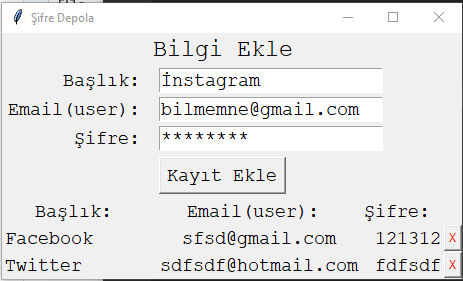 Şifre Depola
Bilgi Ekle
Başlık: İnstagram
Email(user): bilmemne@gmail.com
Şifre: ********
Kayıt Ekle
Başlık: Email(user): Şifre:
Facebook sfsd@gmail.com 121312 X
Twitter sdfsdf@hotmail.com fdfsdf X